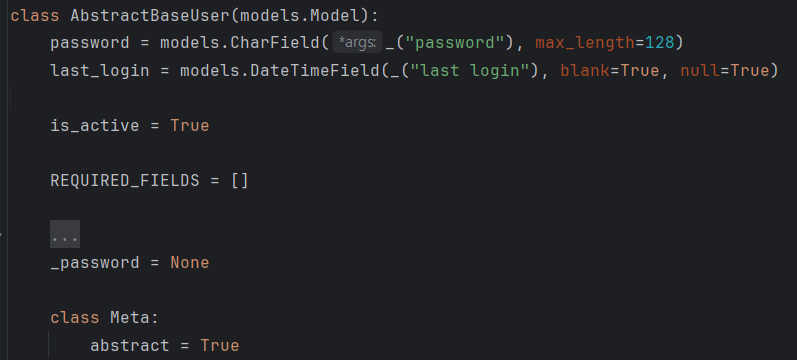 class AbstractBaseUser(models.Model):
    password = models.CharField( *args: _("password"), max_length=128)
    last_login = models.DateTimeField(_("last login"), blank=True, null=True)
    is_active = True
    REQUIRED_FIELDS = []
    ...
    _password = None
    class Meta:
        abstract = True